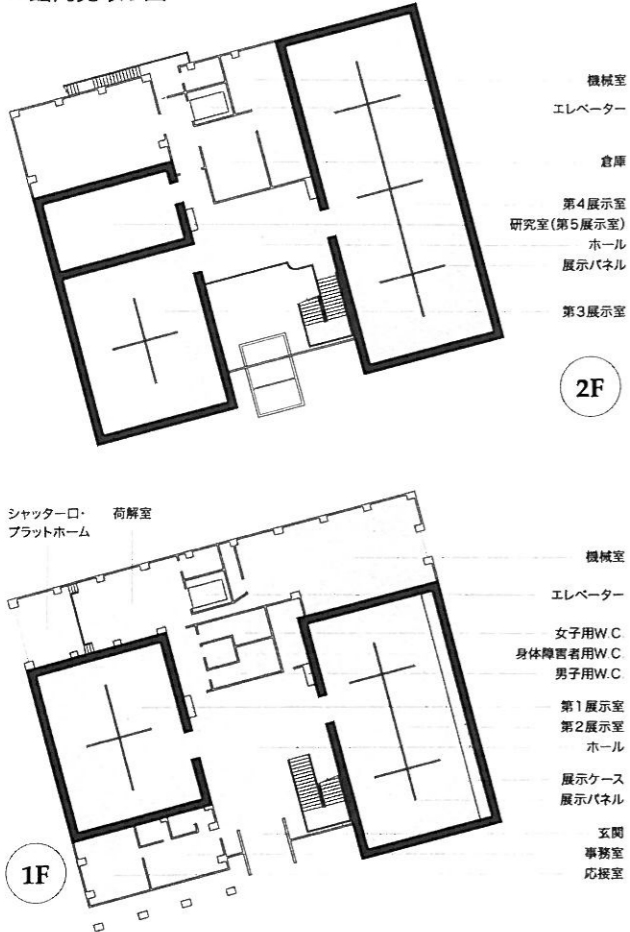 機械室
エレベーター
倉庫
第4展示室
研究室(第5展示室)
ホール
展示パネル
第3展示室
2F
シャッター口・
プラットホーム
荷解室
機械室
エレベーター
女子用W.C.
身体障害者用W.C.
男子用W.C.
第1展示室
第2展示室
ホール
展示ケース
展示パネル
玄関
事務室
応接室
1F